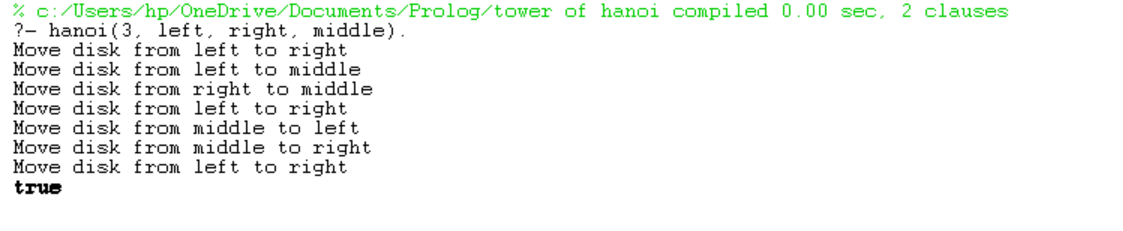 % c:/Users/hp/OneDrive/Documents/Prolog/tower of hanoi compiled 0.00 sec, 2 clauses
?- hanoi(3, left, right, middle).
Move disk from left to right
Move disk from left to middle
Move disk from right to middle
Move disk from left to right
Move disk from middle to left
Move disk from middle to right
Move disk from left to right
true